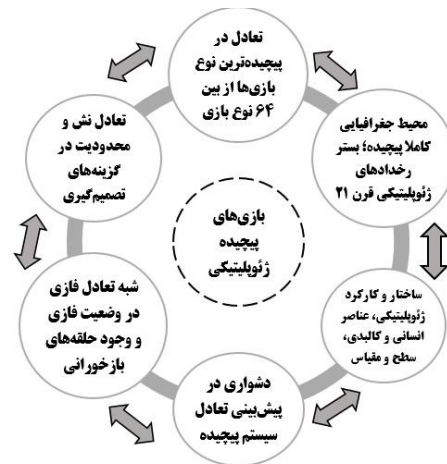 تعادل در
پیچیده‌ترین نوع
بازی‌ها از بین
۶۴ نوع بازی
محیط جغرافیایی
کاملا پیچیده؛ بستر
رخدادهای
ژئوپلیتیکی قرن ۲۱
ساختار و کارکرد
ژئوپلیتیکی، عناصر
انسانی و کالبدی،
سطح و مقیاس
دشواری در
پیش‌بینی تعادل
سیستم پیچیده
شبه تعادل فازی
در وضعیت فازی
و وجود حلقه‌های
بازخورانی
تعادل نش و
محدودیت در
گزینه‌های
تصمیم‌گیری
بازی‌های
پیچیده
ژئوپلیتیکی